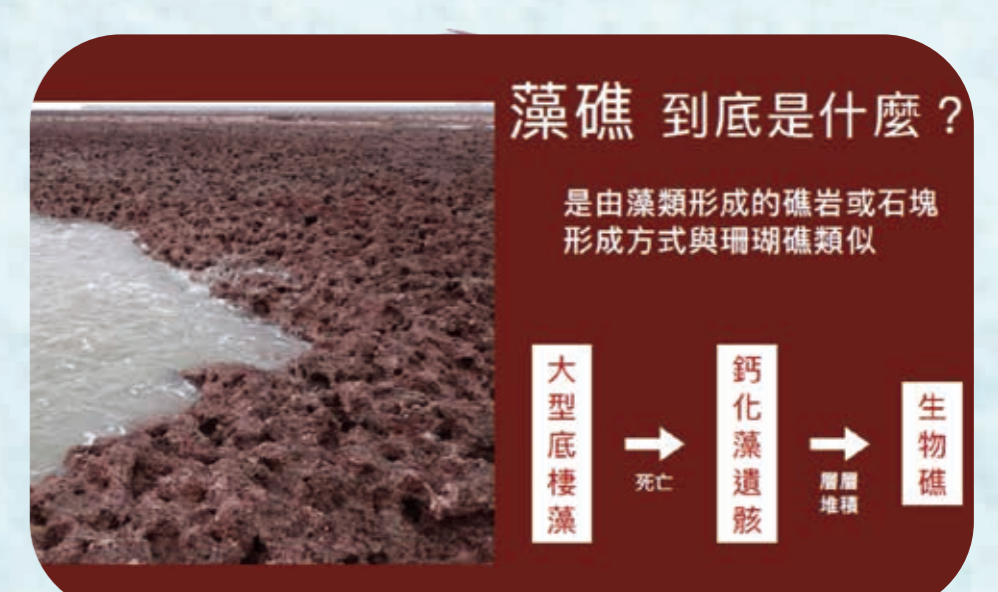 藻礁 到底是什麼？
是由藻類形成的礁岩或石塊
形成方式與珊瑚礁類似
大型底棲藻
死亡
鈣化藻遺骸
層層
堆積
生物礁